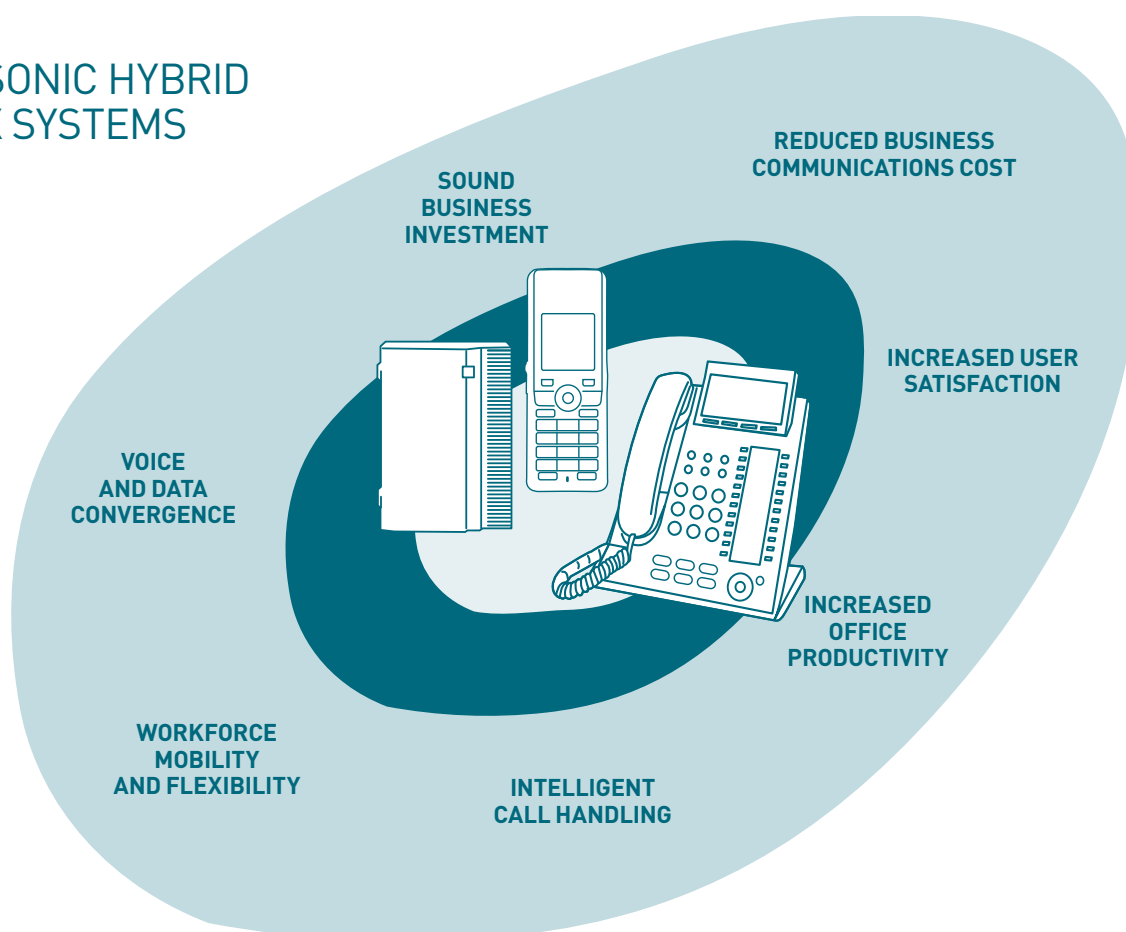 SONIC HYBRID
SYSTEMS
REDUCED BUSINESS
COMMUNICATIONS COST
SOUND
BUSINESS
INVESTMENT
INCREASED USER
SATISFACTION
VOICE
AND DATA
CONVERGENCE
INCREASED
OFFICE
PRODUCTIVITY
WORKFORCE
MOBILITY
AND FLEXIBILITY
INTELLIGENT
CALL HANDLING